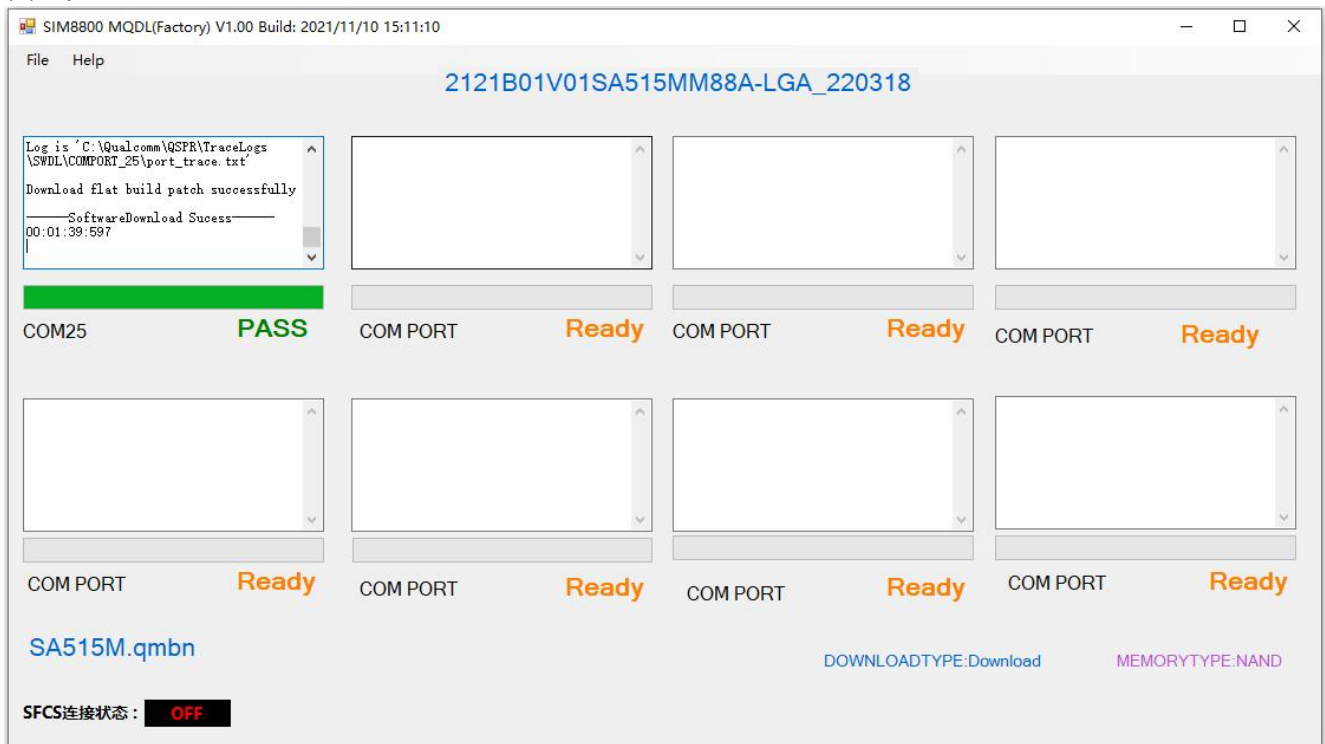 SIM8800 MQDL(Factory) V1.00 Build: 2021/11/10 15:11:10
File Help
2121B01V01SA515MM88A-LGA_220318
Log is 'C:\Qualcomm\QSPR\TraceLogs
\SWDL\COMPORT_25\port_trace.txt'
Download flat build patch successfully
———SoftwareDownload Sucess———
00:01:39:597
COM25 PASS COM PORT Ready COM PORT Ready COM PORT Ready
COM PORT Ready COM PORT Ready COM PORT Ready COM PORT Ready
SA515M.qmbn
DOWNLOADTYPE:Download MEMORYTYPE:NAND
SFCS连接状态： OFF